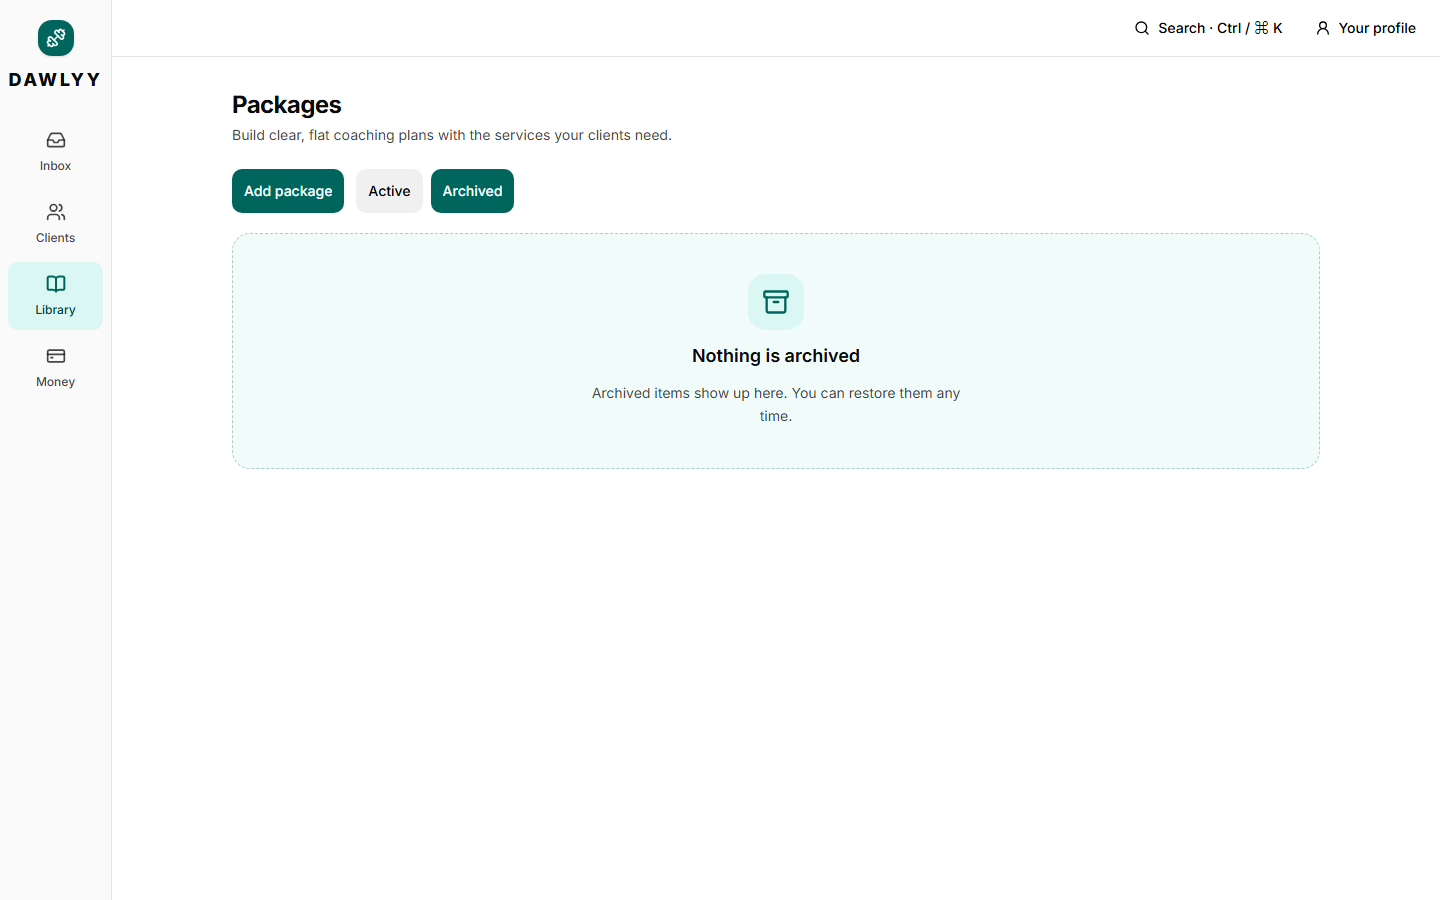 Search · Ctrl / ⌘ K
Your profile
DAWLYY
Inbox
Clients
Library
Money
Packages
Build clear, flat coaching plans with the services your clients need.
Add package
Active
Archived
Nothing is archived
Archived items show up here. You can restore them any
time.